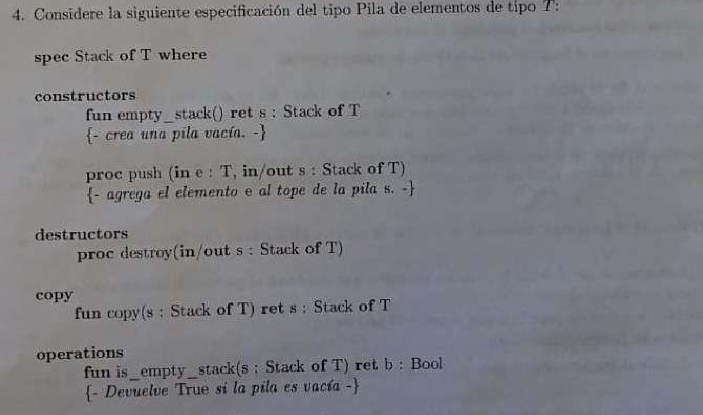 4. Considere la siguiente especificación del tipo Pila de elementos de tipo T:
spec Stack of T where
constructors
fun empty_stack() ret s : Stack of T
{- crea una pila vacía. -}
proc push (in e : T, in/out s : Stack of T)
{- agrega el elemento e al tope de la pila s. -}
destructors
proc destroy(in/out s : Stack of T)
copy
fun copy(s : Stack of T) ret s : Stack of T
operations
fun is_empty_stack(s : Stack of T) ret b : Bool
{- Devuelve True si la pila es vacía -}